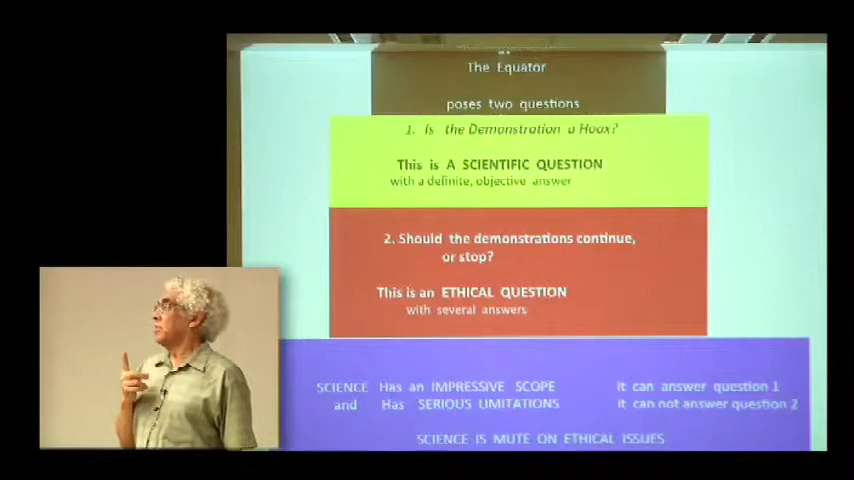 The Equator
poses two questions
1. Is the Demonstration a Hoax?
This is A SCIENTIFIC QUESTION
with a definite, objective answer
2. Should the demonstrations continue,
or stop?
This is an ETHICAL QUESTION
with several answers
SCIENCE Has an IMPRESSIVE SCOPE it can answer question 1
and Has SERIOUS LIMITATIONS it can not answer question 2
SCIENCE IS MUTE ON ETHICAL ISSUES